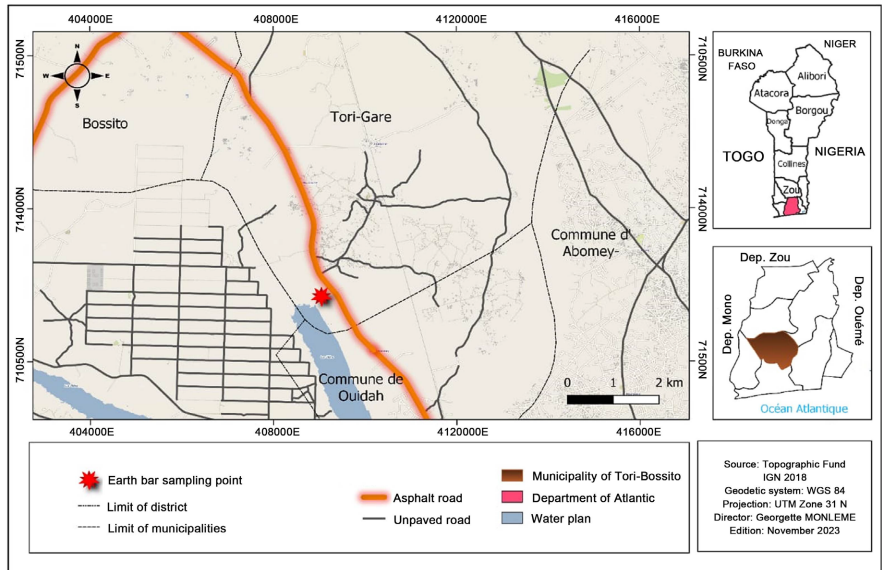 404000E 408000E 4120000E 416000E
71500N
710500N
N
W E
S
Bossito
Tori-Gare
714000N
714000N
Commune d'
Abomey-
710500N
71500N
0 1 2 km
Commune de
Ouidah
404000E 408000E 4120000E 416000E
BURKINA
FASO
NIGER
Alibori
Atacora
Borgou
Donga
TOGO
NIGERIA
Collines
Zou
Dep. Zou
Dep. Mono
Dep. Ouémé
Océan Atlantique
Earth bar sampling point
Limit of district
Limit of municipalities
Asphalt road
Unpaved road
Municipality of Tori-Bossito
Department of Atlantic
Water plan
Source: Topographic Fund
IGN 2018
Geodetic system: WGS 84
Projection: UTM Zone 31 N
Director: Georgette MONLEME
Edition: November 2023